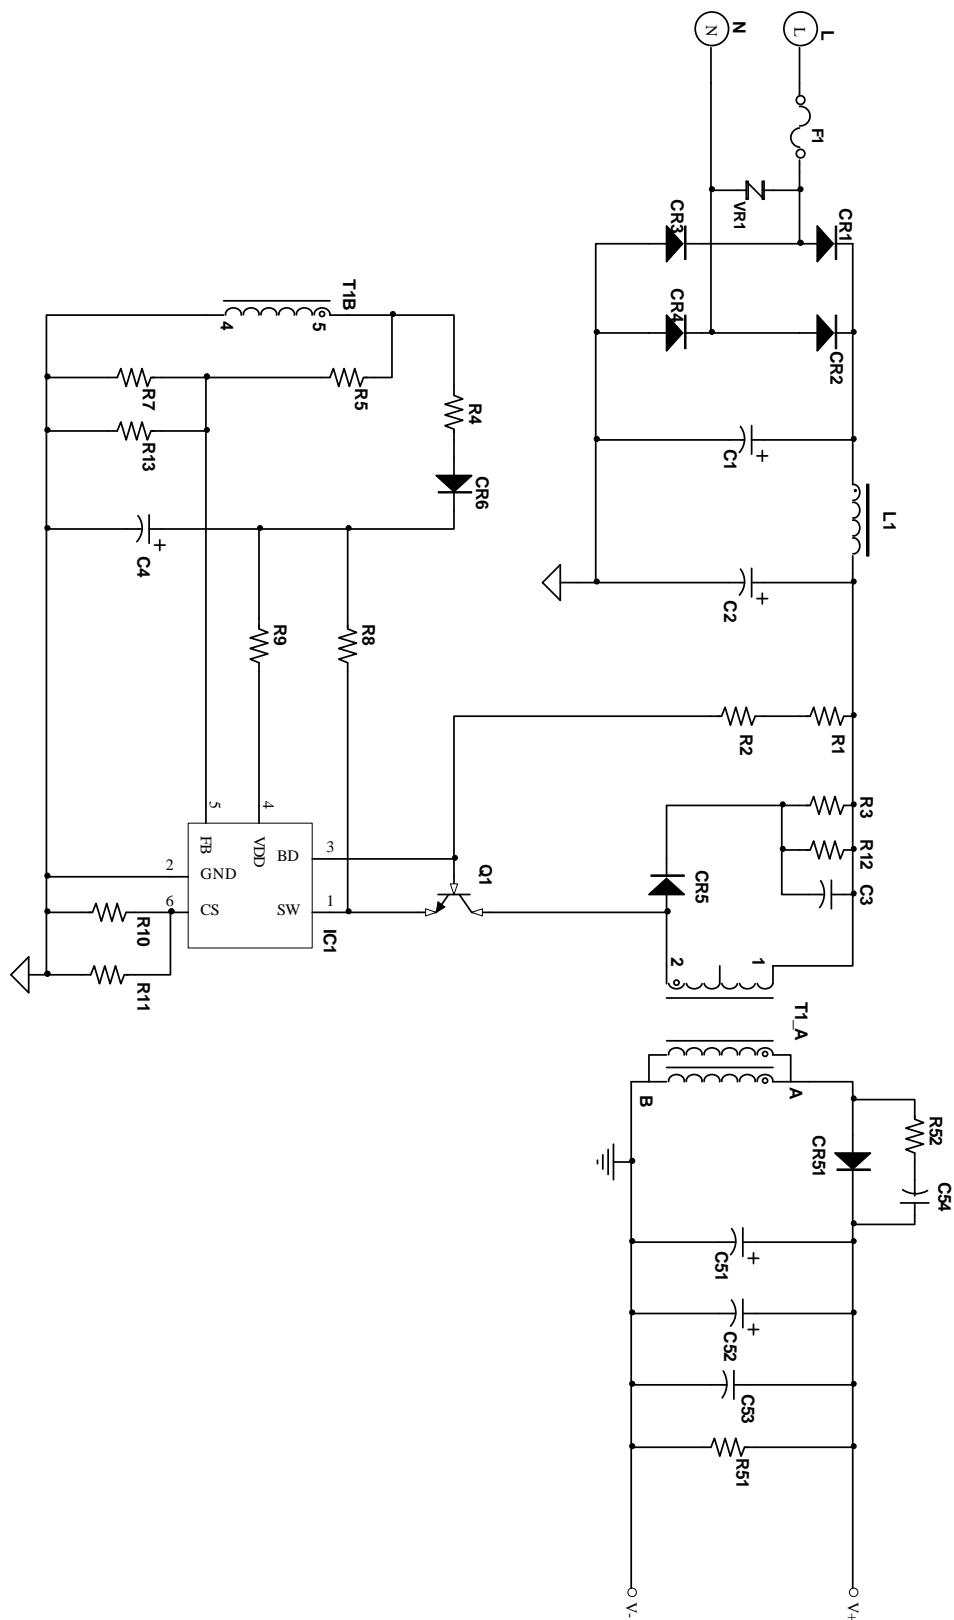 L
L
N
N
F1
VR1
CR1
CR3
CR4
CR2
C1
+
L1
C2
+
T1B
5
4
R5
R7
R13
R4
CR6
C4
+
R9
R8
R1
R2
R3
R12
C3
CR5
Q1
5
4
3
2
6
1
FB
VDD
BD
GND
CS
SW
IC1
R10
R11
1
2
T1_A
A
B
R52
C54
CR51
C51
+
C52
+
C53
R51
V+
V-